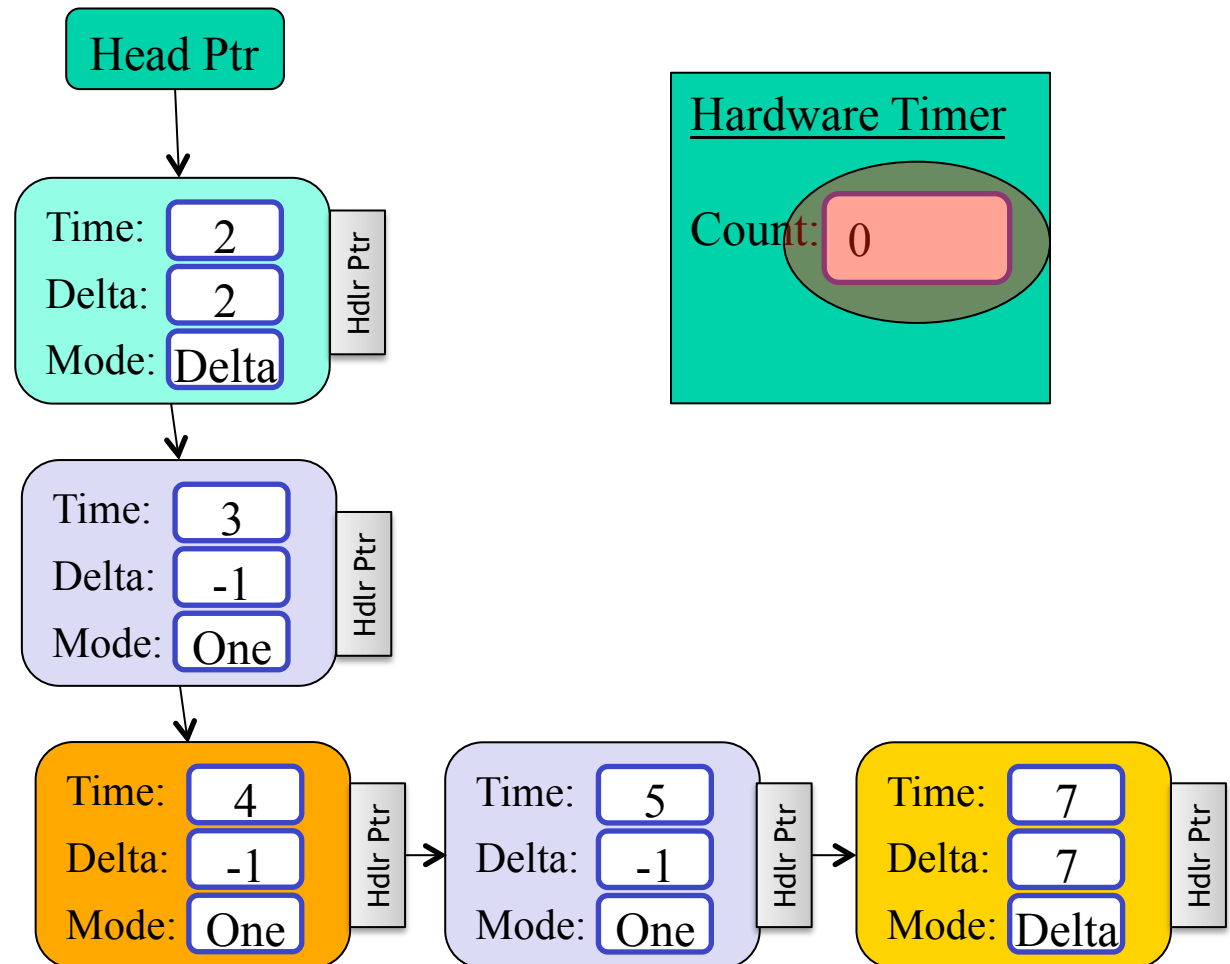 Head Ptr
Hardware Timer
Count: 0
Time: 2
Delta: 2
Mode: Delta
Hdlr Ptr
Time: 3
Delta: -1
Mode: One
Hdlr Ptr
Time: 4
Delta: -1
Mode: One
Hdlr Ptr
Time: 5
Delta: -1
Mode: One
Hdlr Ptr
Time: 7
Delta: 7
Mode: Delta
Hdlr Ptr